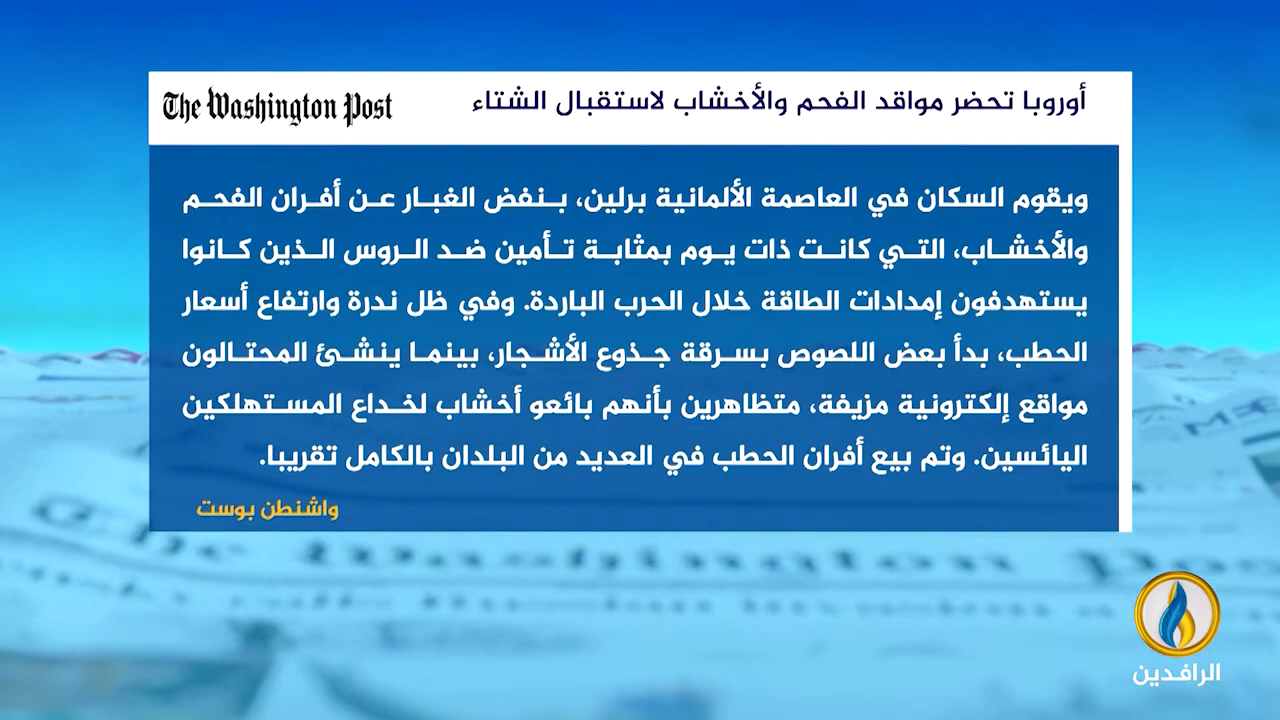 أوروبا تحضر مواقد الفحم والأخشاب لاستقبال الشتاء
The Washington Post
ويقوم السكان في العاصمة الألمانية برلين، بنفض الغبار عن أفران الفحم
والأخشاب، التي كانت ذات يوم بمثابة تأمين ضد الروس الذين كانوا
يستهدفون إمدادات الطاقة خلال الحرب الباردة. وفي ظل ندرة وارتفاع أسعار
الحطب، بدأ بعض اللصوص بسرقة جذوع الأشجار، بينما ينشئ المحتالون
مواقع إلكترونية مزيفة، متظاهرين بأنهم بائعو أخشاب لخداع المستهلكين
اليائسين. وتم بيع أفران الحطب في العديد من البلدان بالكامل تقريبا.
واشنطن بوست
The Washington Pos
الرافدين